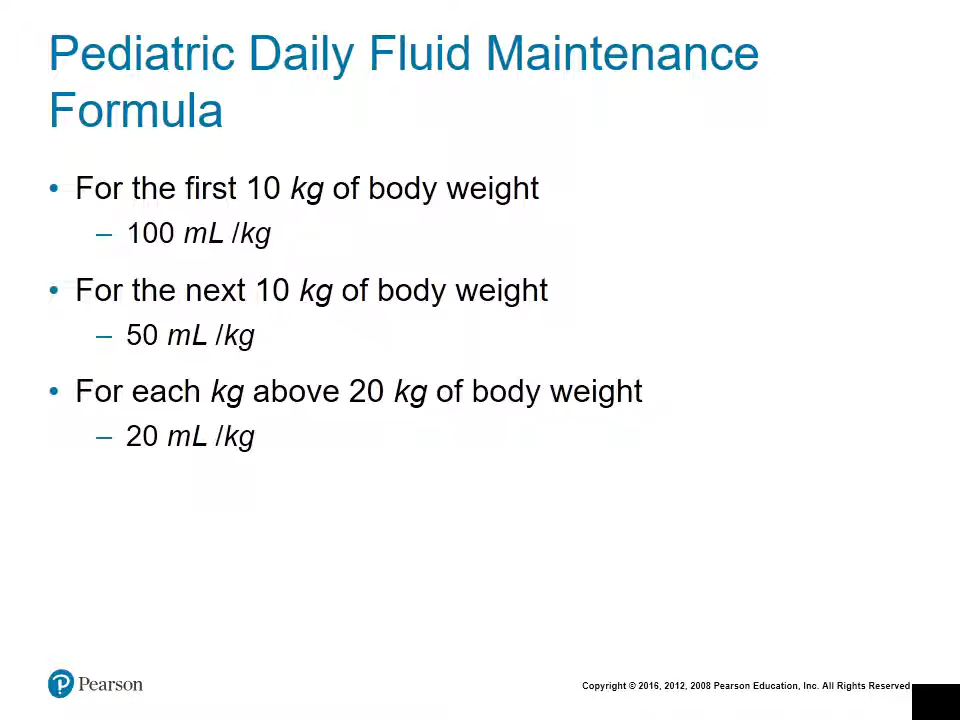 Pediatric Daily Fluid Maintenance
Formula
• For the first 10 kg of body weight
– 100 mL /kg
• For the next 10 kg of body weight
– 50 mL /kg
• For each kg above 20 kg of body weight
– 20 mL /kg
Pearson
Copyright © 2016, 2012, 2008 Pearson Education, Inc. All Rights Reserved